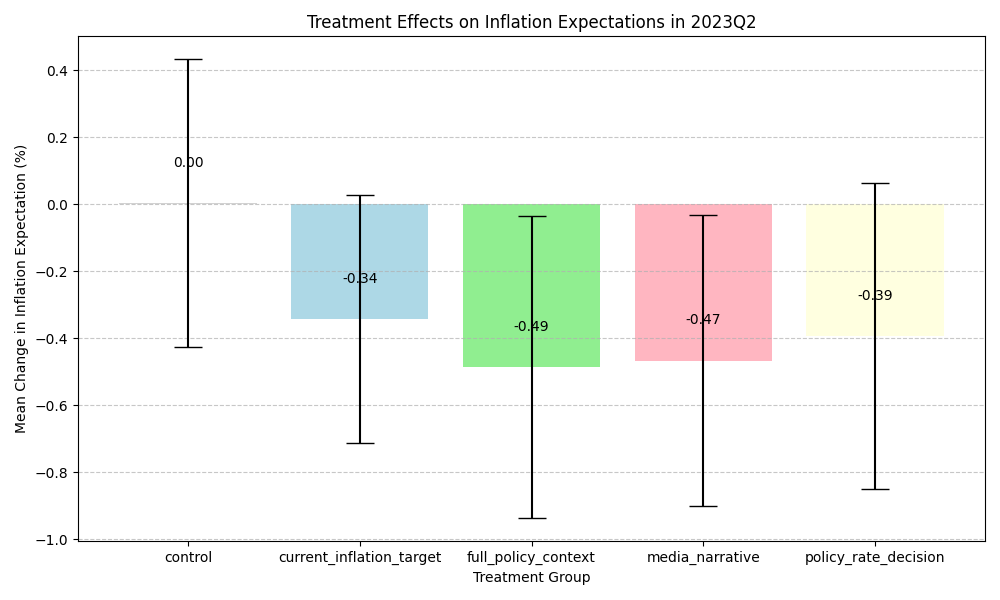 Treatment Effects on Inflation Expectations in 2023Q2
Mean Change in Inflation Expectation (%)
0.4
0.2
0.0
−0.2
−0.4
−0.6
−0.8
−1.0
0.00
-0.34
-0.49
-0.47
-0.39
control
current_inflation_target
full_policy_context
media_narrative
policy_rate_decision
Treatment Group